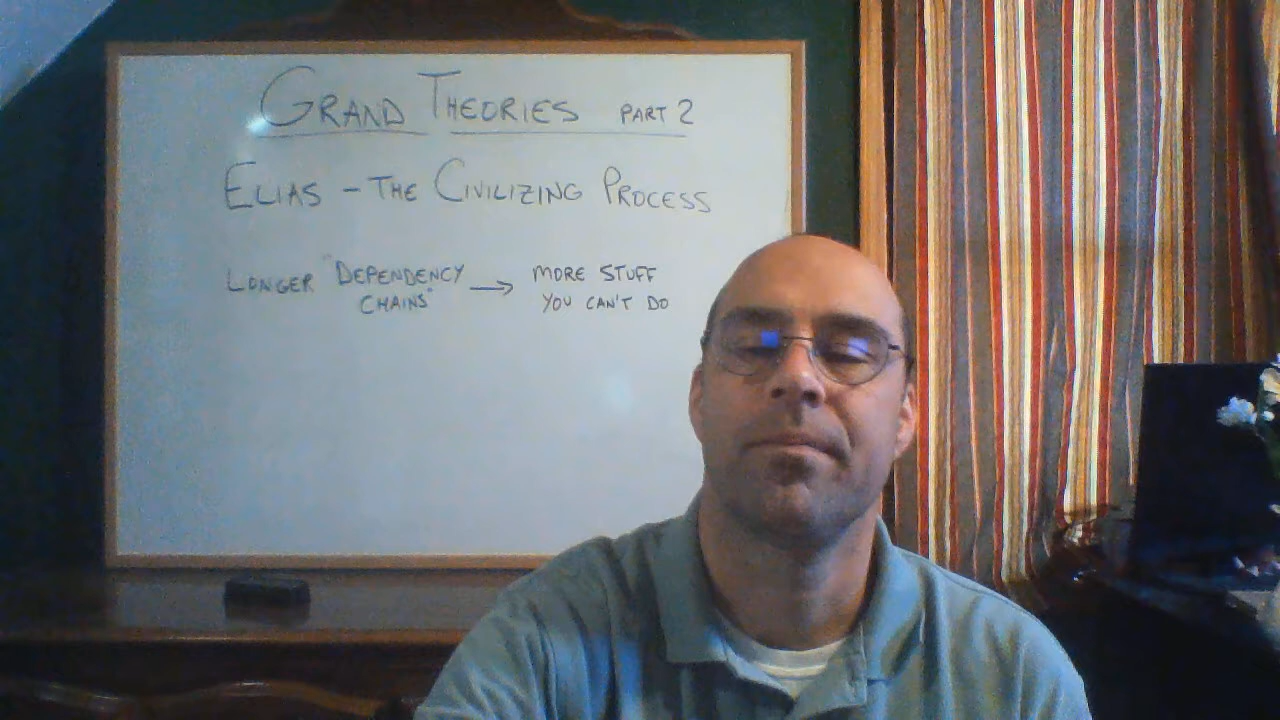 GRAND THEORIES PART 2
ELIAS - THE CIVILIZING PROCESS
LONGER "DEPENDENCY → MORE STUFF
CHAINS" YOU CAN'T DO